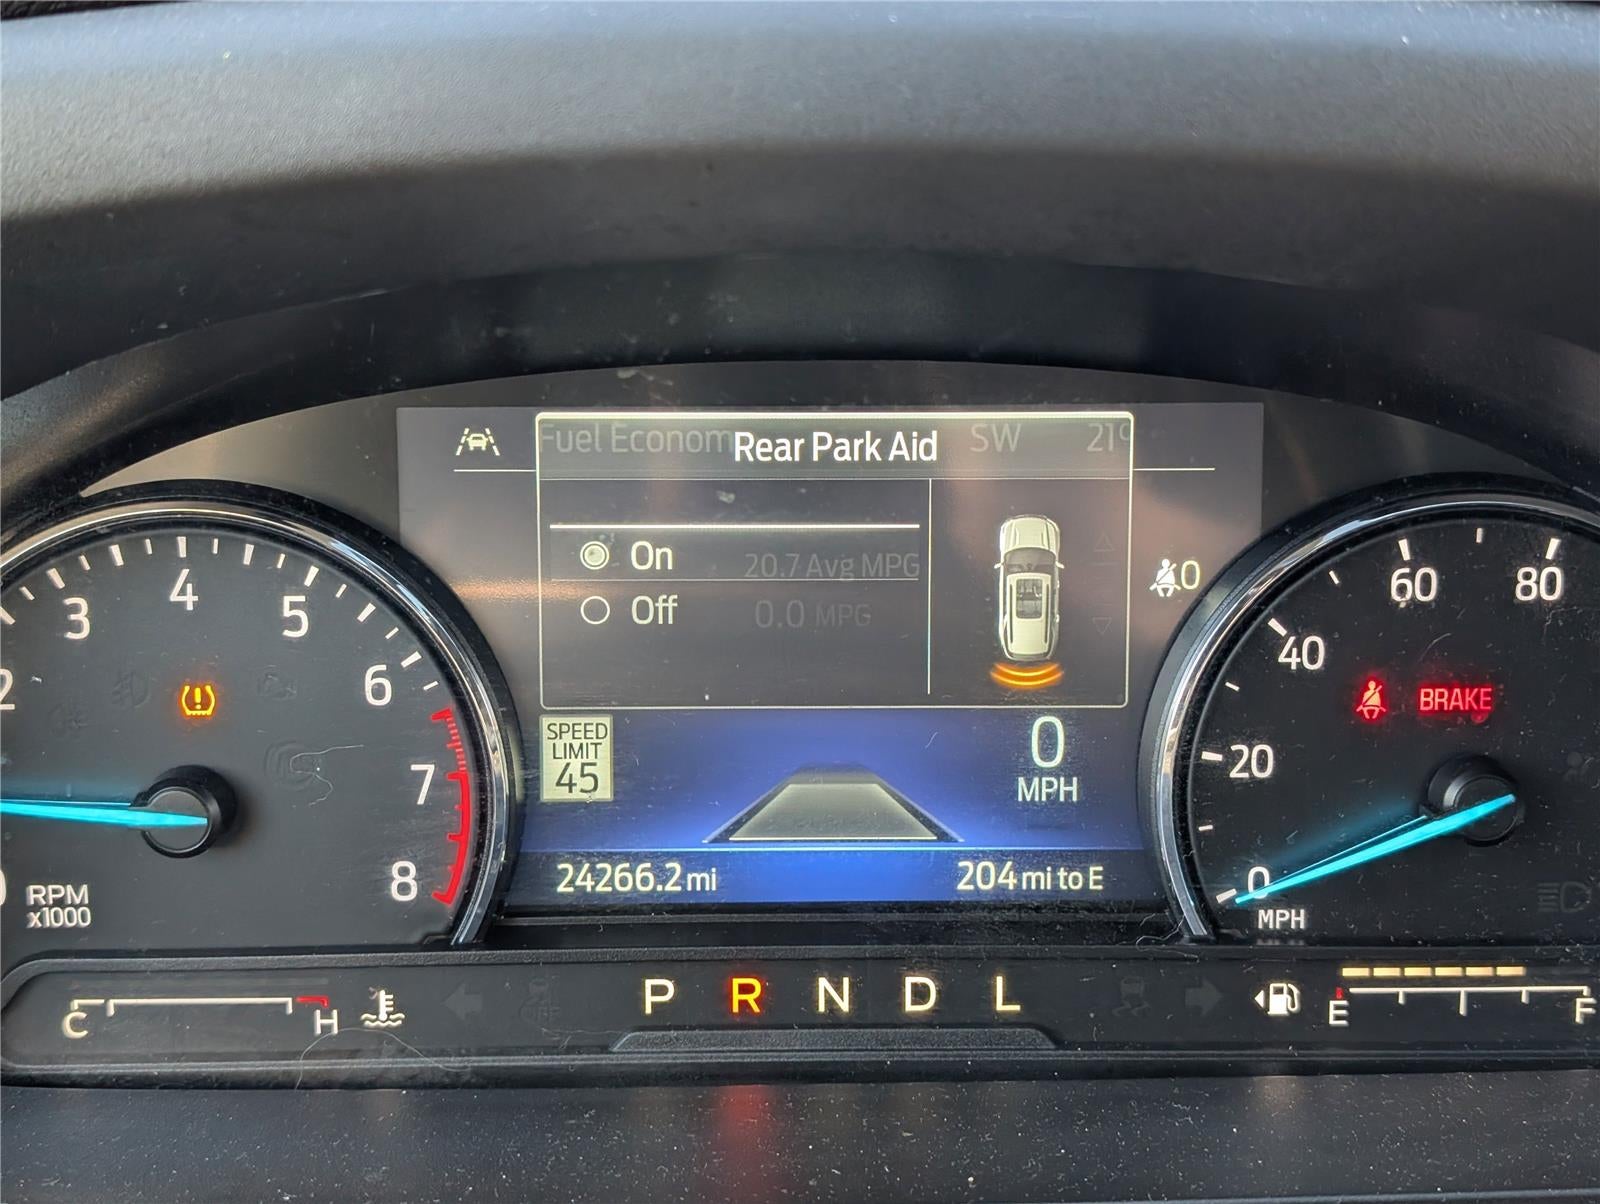 Fuel Econom
Rear Park Aid
SW
21°
On
20.7 Avg MPG
Off
0.0 MPG
0
SPEED
LIMIT
45
0
MPH
24266.2 mi
204 mi to E
2
3
4
5
6
7
8
RPM
x1000
0
20
40
60
80
MPH
BRAKE
C
H
P R N D L
E
F